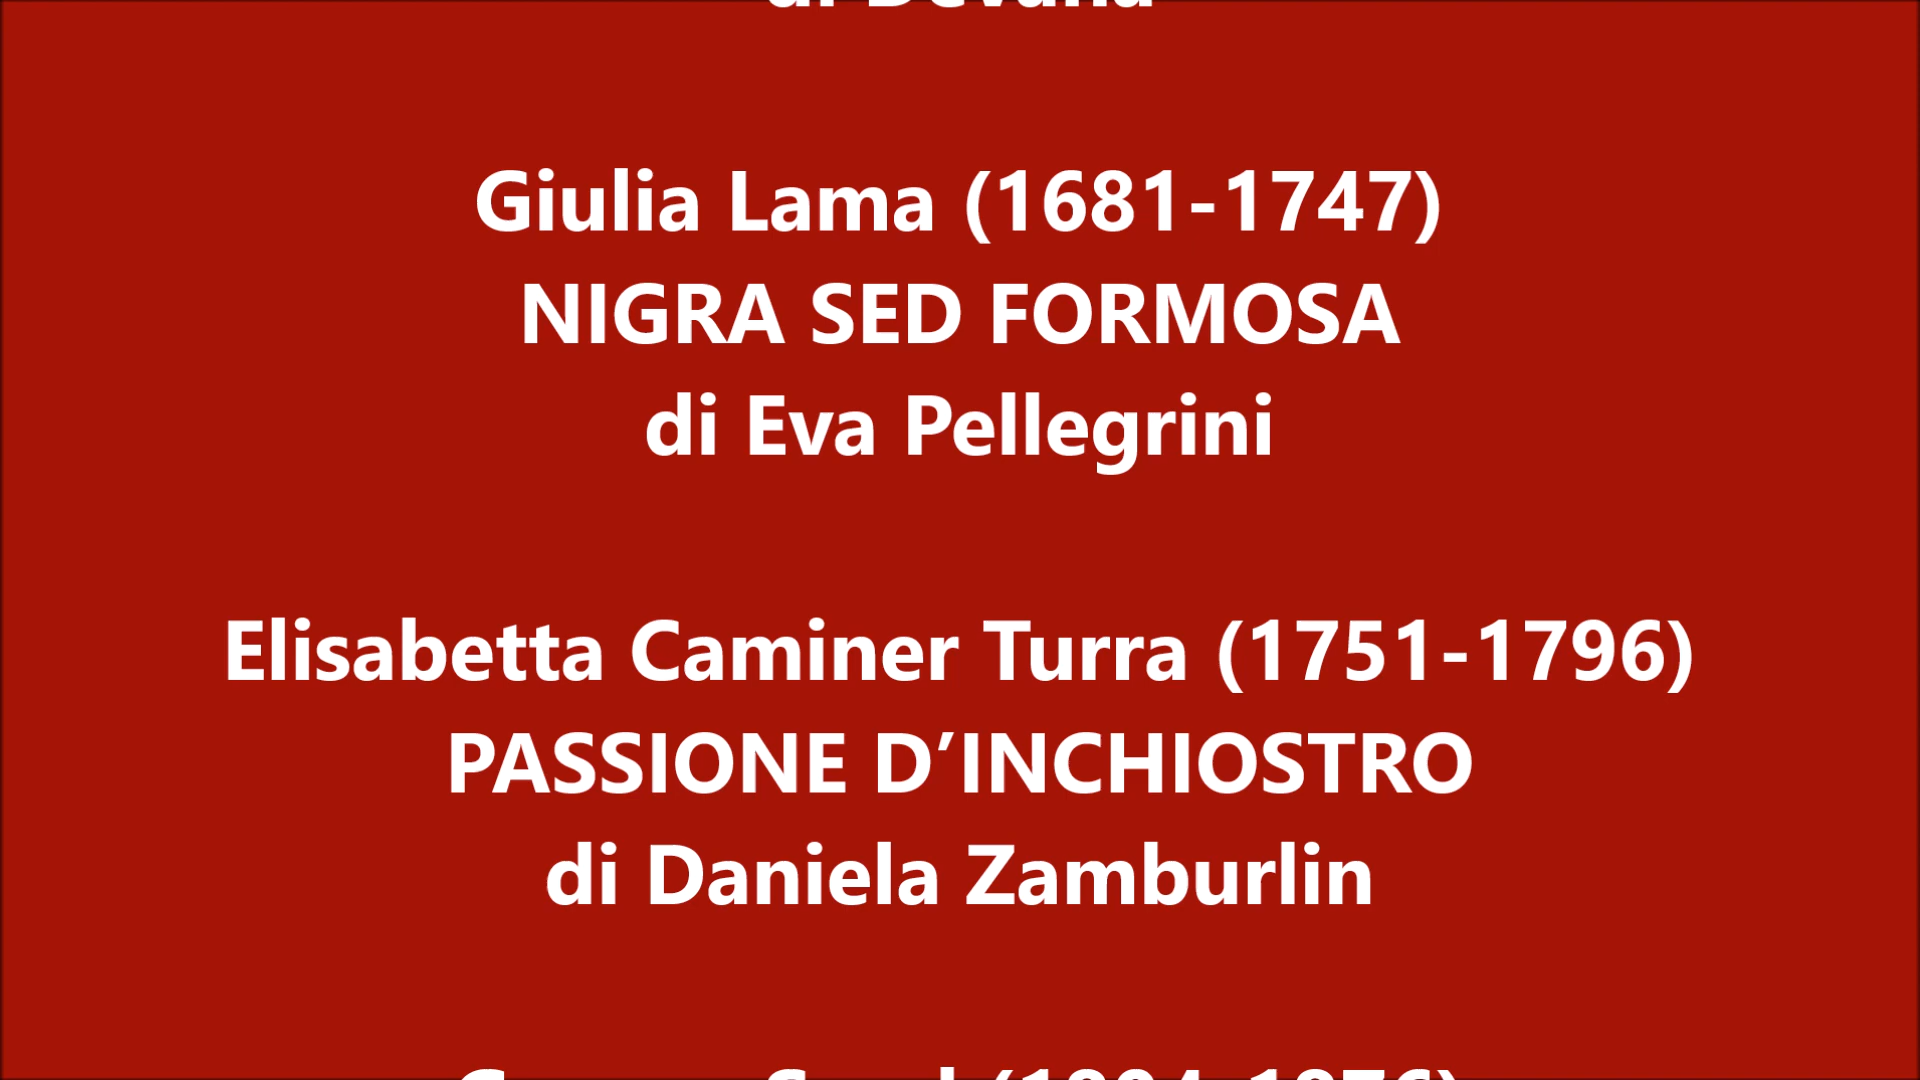 Giulia Lama (1681-1747)
NIGRA SED FORMOSA
di Eva Pellegrini
Elisabetta Caminer Turra (1751-1796)
PASSIONE D’INCHIOSTRO
di Daniela Zamburlin